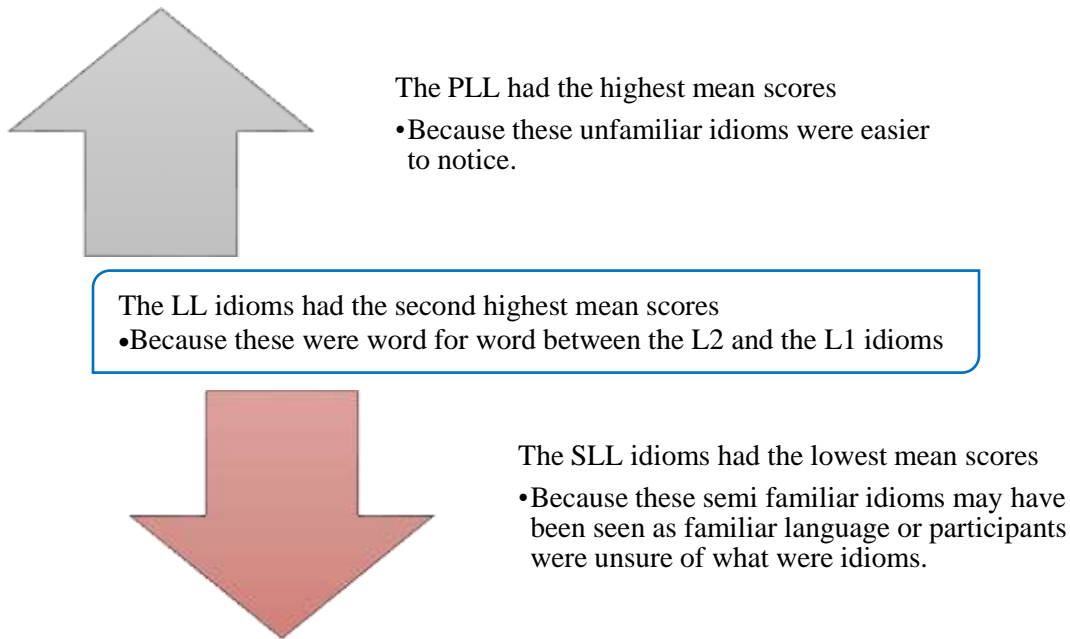 The PLL had the highest mean scores
•Because these unfamiliar idioms were easier
to notice.
The LL idioms had the second highest mean scores
•Because these were word for word between the L2 and the L1 idioms
The SLL idioms had the lowest mean scores
•Because these semi familiar idioms may have
been seen as familiar language or participants
were unsure of what were idioms.